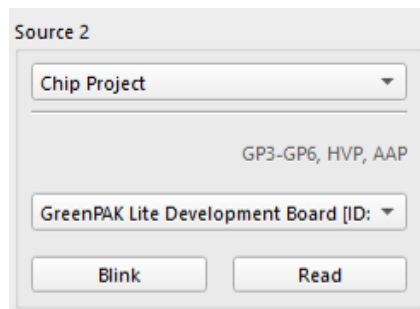 Source 2
Chip Project
GP3-GP6, HVP, AAP
GreenPAK Lite Development Board [ID:
Blink
Read